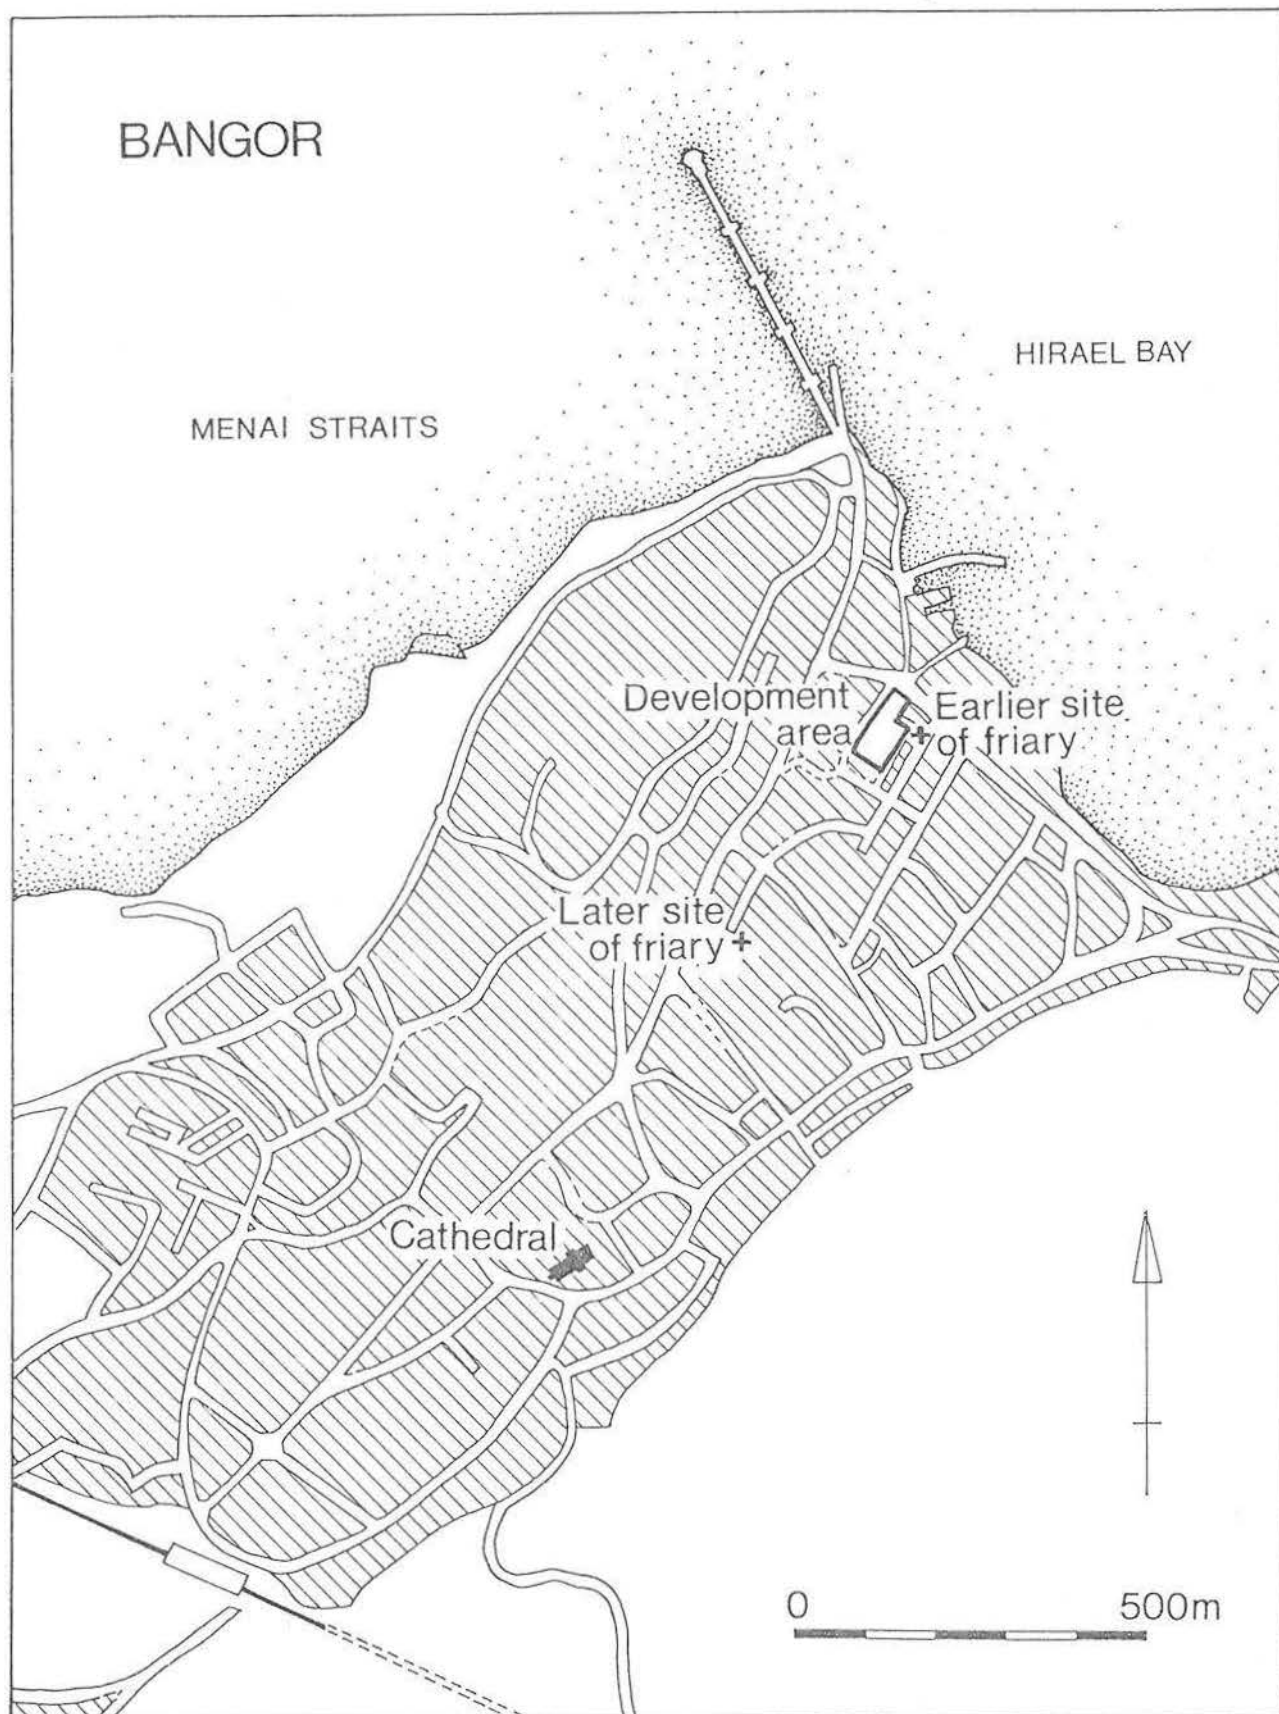 BANGOR
HIRAEL BAY
MENAI STRAITS
Development
area
Earlier site
of friary
Later site
of friary
Cathedral
0 500m